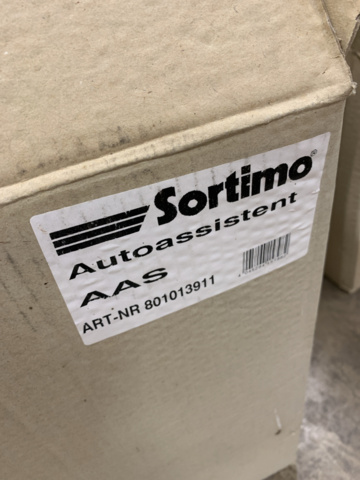 Sortimo®
Autoassistent
AAS
ART-NR 801013911